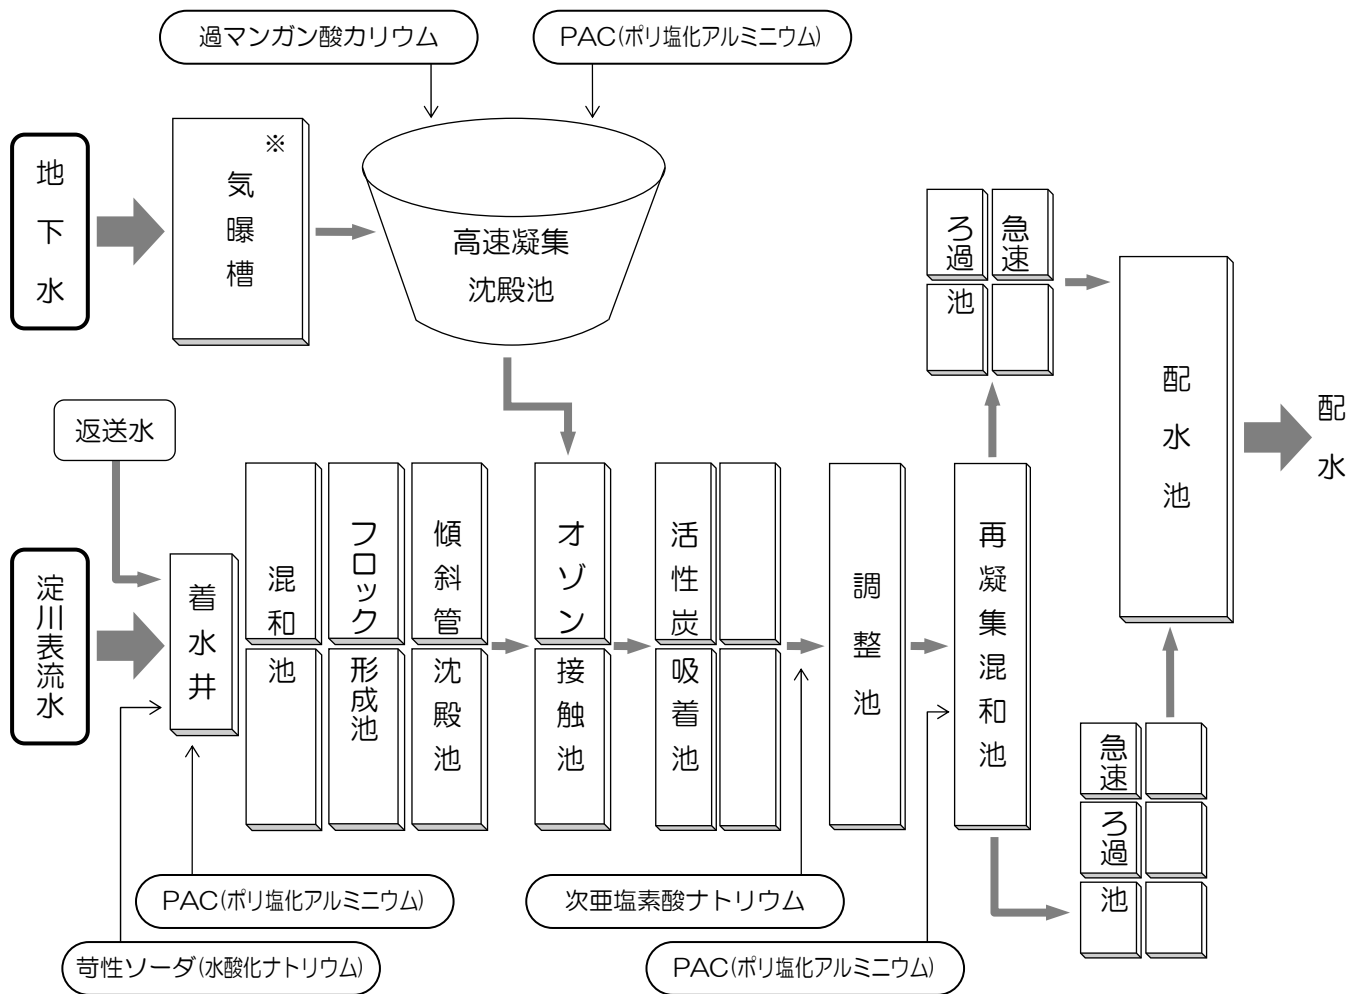 過マンガン酸カリウム
PAC(ポリ塩化アルミニウム)
地下水
※
気曝槽
高速凝集
沈殿池
急速
ろ過
池
配水池
配水
返送水
淀川表流水
着水井
混和
池
フロック
形成池
傾斜管
沈殿池
オゾン
接触池
活性炭
吸着池
調整池
再凝集混和池
急速
ろ過
池
PAC(ポリ塩化アルミニウム)
次亜塩素酸ナトリウム
苛性ソーダ(水酸化ナトリウム)
PAC(ポリ塩化アルミニウム)